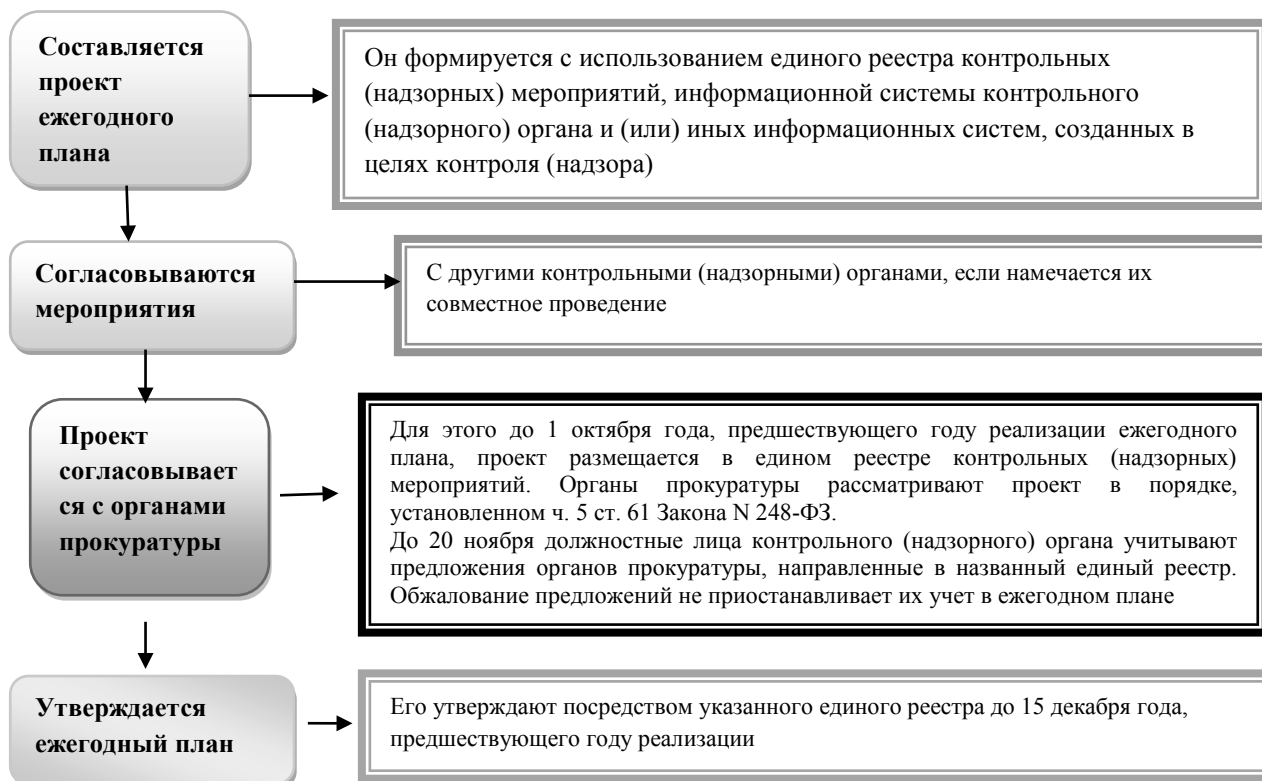 Составляется
проект
ежегодного
плана
Он формируется с использованием единого реестра контрольных
(надзорных) мероприятий, информационной системы контрольного
(надзорного) органа и (или) иных информационных систем, созданных в
целях контроля (надзора)
Согласовываются
мероприятия
С другими контрольными (надзорными) органами, если намечается их
совместное проведение
Проект
согласовывает
ся с органами
прокуратуры
Для этого до 1 октября года, предшествующего году реализации ежегодного
плана, проект размещается в едином реестре контрольных (надзорных)
мероприятий. Органы прокуратуры рассматривают проект в порядке,
установленном ч. 5 ст. 61 Закона N 248-ФЗ.
До 20 ноября должностные лица контрольного (надзорного) органа учитывают
предложения органов прокуратуры, направленные в названный единый реестр.
Обжалование предложений не приостанавливает их учет в ежегодном плане
Утверждается
ежегодный план
Его утверждают посредством указанного единого реестра до 15 декабря года,
предшествующего году реализации